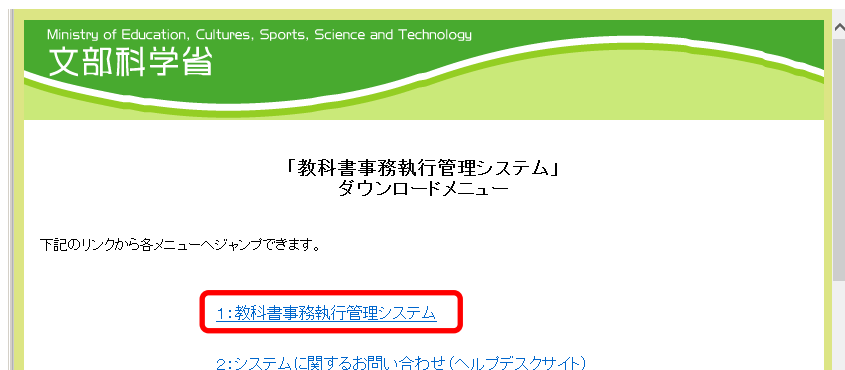 Ministry of Education, Cultures, Sports, Science and Technology
文部科学省
「教科書事務執行管理システム」
ダウンロードメニュー
下記のリンクから各メニューへジャンプできます。
1:教科書事務執行管理システム
2:システムに関するお問い合わせ(ヘルプデスクサイト)